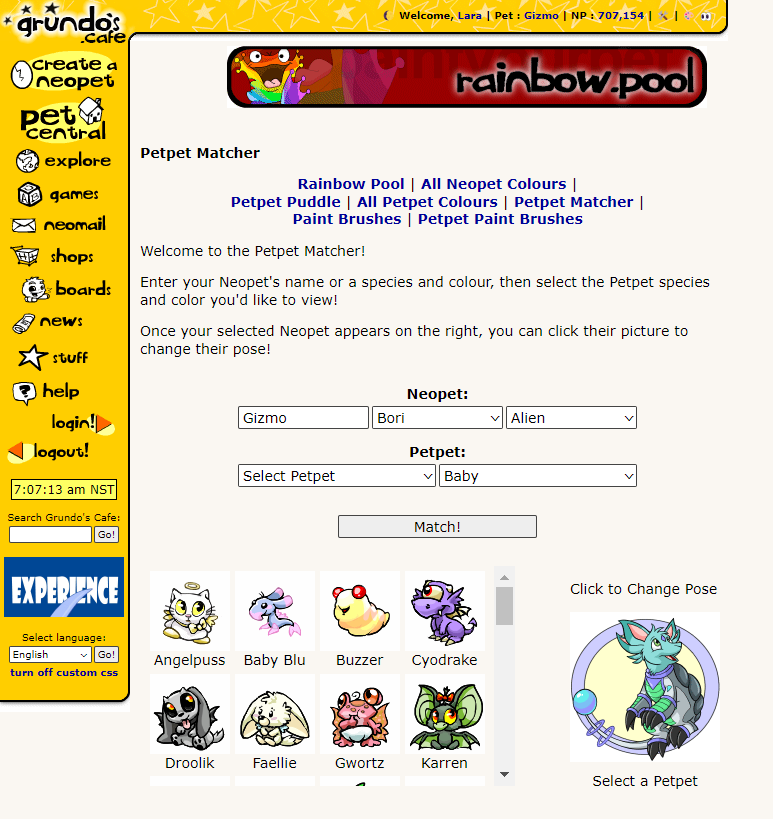 grundo's
.cafe
Welcome, Lara | Pet : Gizmo | NP : 707,154 |
create a
neopet
pet
central
explore
games
neomail
shops
boards
news
stuff
help
login!
logout!
7:07:13 am NST
Search Grundo's Cafe:
Go!
EXPERIENCE
Select language:
English
Go!
turn off custom css
rainbow.pool
Petpet Matcher
Rainbow Pool | All Neopet Colours |
Petpet Puddle | All Petpet Colours | Petpet Matcher |
Paint Brushes | Petpet Paint Brushes
Welcome to the Petpet Matcher!
Enter your Neopet's name or a species and colour, then select the Petpet species
and color you'd like to view!
Once your selected Neopet appears on the right, you can click their picture to
change their pose!
Neopet:
Gizmo Bori Alien
Petpet:
Select Petpet Baby
Match!
Angelpuss Baby Blu Buzzer Cyodrake
Droolik Faellie Gwortz Karren
Click to Change Pose
Select a Petpet